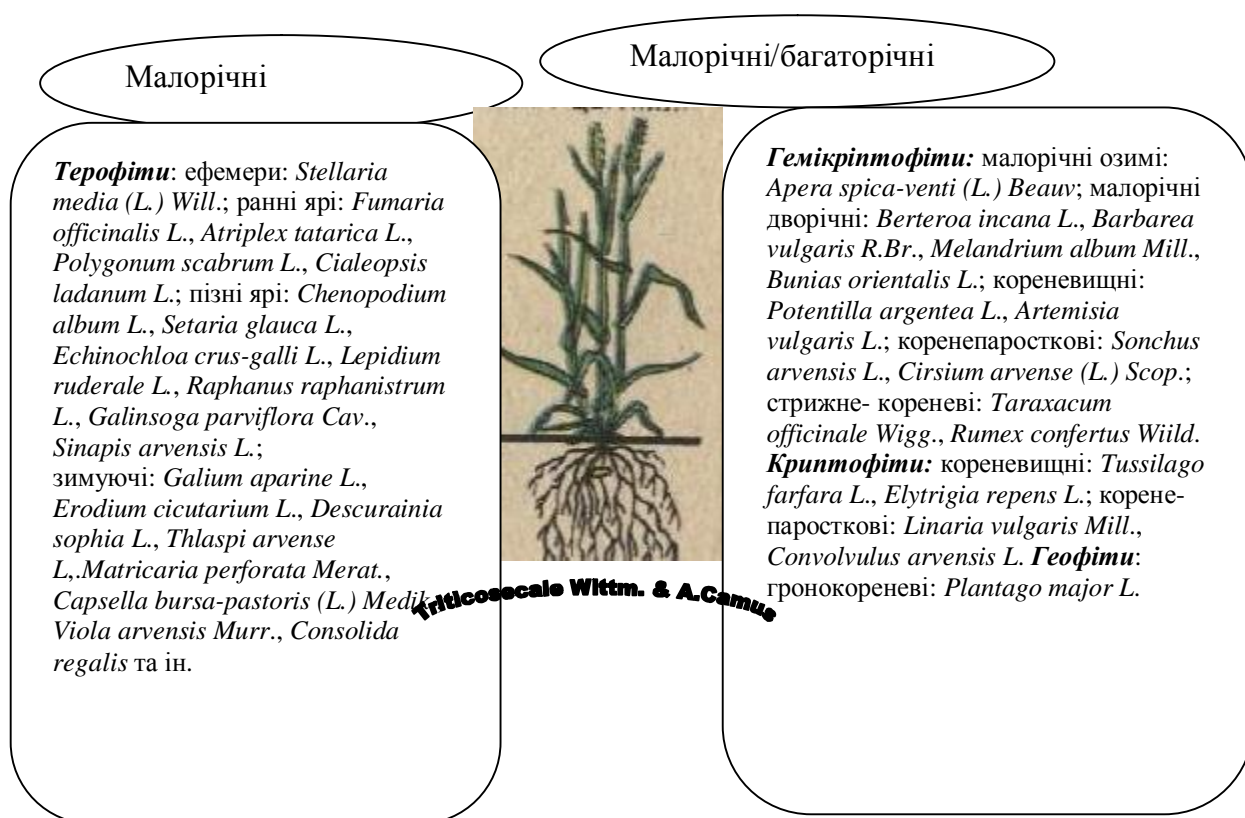 Малорічні
Терофіти: ефемери: Stellaria
media (L.) Will.; ранні ярі: Fumaria
officinalis L., Atriplex tatarica L.,
Polygonum scabrum L., Cialeopsis
ladanum L.; пізні ярі: Chenopodium
album L., Setaria glauca L.,
Echinochloa crus-galli L., Lepidium
ruderale L., Raphanus raphanistrum
L., Galinsoga parviflora Cav.,
Sinapis arvensis L.;
зимуючі: Galium aparine L.,
Erodium cicutarium L., Descurainia
sophia L., Thlaspi arvense
L,.Matricaria perforata Merat.,
Capsella bursa-pastoris (L.) Medik
Viola arvensis Murr., Consolida
regalis та ін.
Triticosecale Wittm. & A.Camus
Малорічні/багаторічні
Гемікріптофіти: малорічні озимі:
Apera spica-venti (L.) Beauv; малорічні
дворічні: Berteroa incana L., Barbarea
vulgaris R.Br., Melandrium album Mill.,
Bunias orientalis L.; кореневищні:
Potentilla argentea L., Artemisia
vulgaris L.; коренепаросткові: Sonchus
arvensis L., Cirsium arvense (L.) Scop.;
стрижне- кореневі: Taraxacum
officinale Wigg., Rumex confertus Wiild.
Криптофіти: кореневищні: Tussilago
farfara L., Elytrigia repens L.; корене-
паросткові: Linaria vulgaris Mill.,
Convolvulus arvensis L. Геофіти:
гронокореневі: Plantago major L.